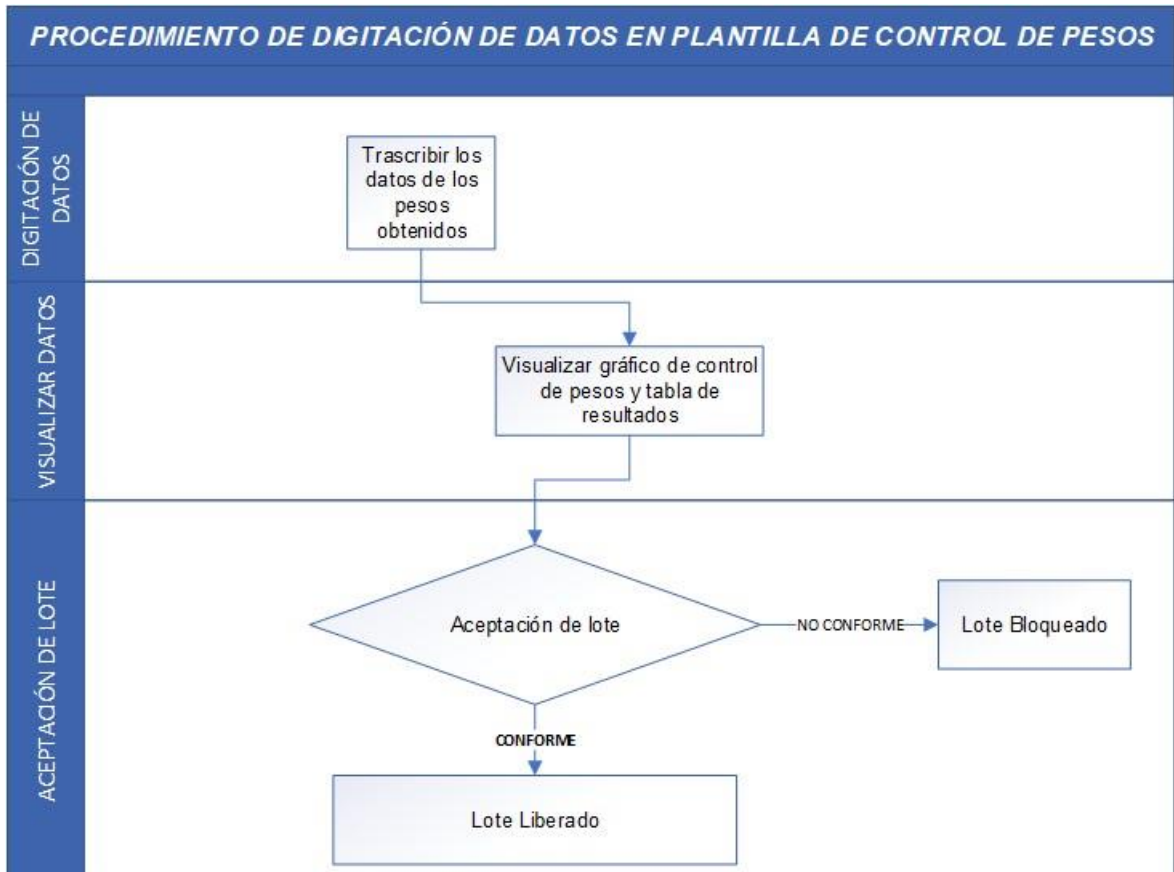 PROCEDIMIENTO DE DIGITACIÓN DE DATOS EN PLANTILLA DE CONTROL DE PESOS
DIGITACIÓN DE
DATOS
Trascribir los
datos de los
pesos
obtenidos
VISUALIZAR DATOS
Visualizar gráfico de control
de pesos y tabla de
resultados
ACEPTACIÓN DE LOTE
Aceptación de lote
NO CONFORME
Lote Bloqueado
CONFORME
Lote Liberado